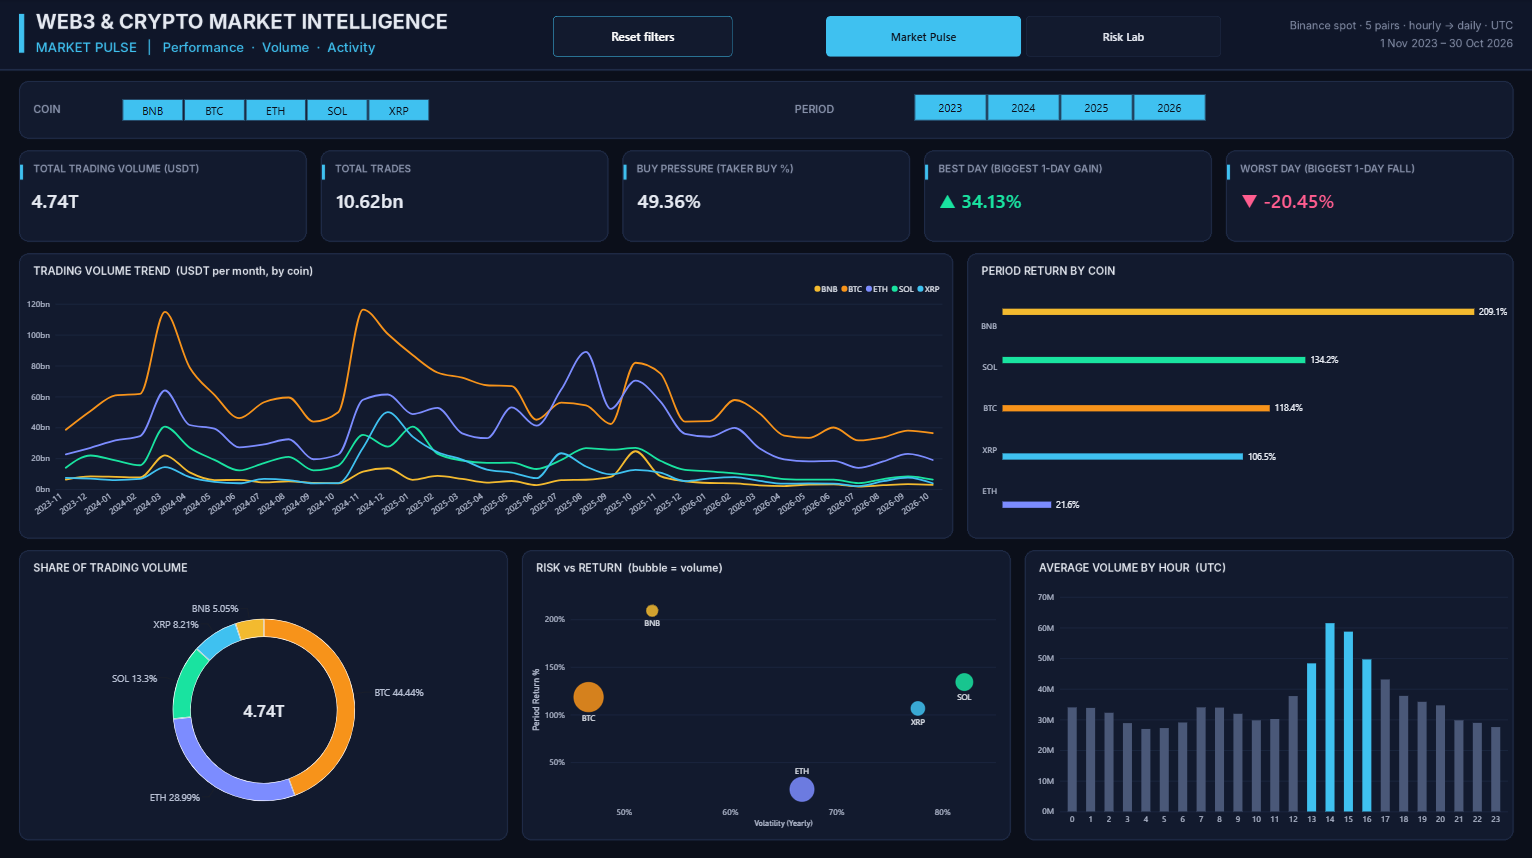 WEB3 & CRYPTO MARKET INTELLIGENCE
MARKET PULSE | Performance · Volume · Activity
Reset filters
Market Pulse
Risk Lab
Binance spot · 5 pairs · hourly → daily · UTC
1 Nov 2023 – 30 Oct 2026
COIN
BNB
BTC
ETH
SOL
XRP
PERIOD
2023
2024
2025
2026
TOTAL TRADING VOLUME (USDT)
4.74T
TOTAL TRADES
10.62bn
BUY PRESSURE (TAKER BUY %)
49.36%
BEST DAY (BIGGEST 1-DAY GAIN)
▲ 34.13%
WORST DAY (BIGGEST 1-DAY FALL)
▼ -20.45%
TRADING VOLUME TREND (USDT per month, by coin)
BNB BTC ETH SOL XRP
120bn
100bn
80bn
60bn
40bn
20bn
0bn
2023-11
2023-12
2024-01
2024-02
2024-03
2024-04
2024-05
2024-06
2024-07
2024-08
2024-09
2024-10
2024-11
2024-12
2025-01
2025-02
2025-03
2025-04
2025-05
2025-06
2025-07
2025-08
2025-09
2025-10
2025-11
2025-12
2026-01
2026-02
2026-03
2026-04
2026-05
2026-06
2026-07
2026-08
2026-09
2026-10
PERIOD RETURN BY COIN
BNB 209.1%
SOL 134.2%
BTC 118.4%
XRP 106.5%
ETH 21.6%
SHARE OF TRADING VOLUME
BNB 5.05%
XRP 8.21%
SOL 13.3%
BTC 44.44%
4.74T
ETH 28.99%
RISK vs RETURN (bubble = volume)
Period Return %
200%
150%
100%
50%
BNB
BTC
SOL
XRP
ETH
50% 60% 70% 80%
Volatility (Yearly)
AVERAGE VOLUME BY HOUR (UTC)
70M
60M
50M
40M
30M
20M
10M
0M
0 1 2 3 4 5 6 7 8 9 10 11 12 13 14 15 16 17 18 19 20 21 22 23